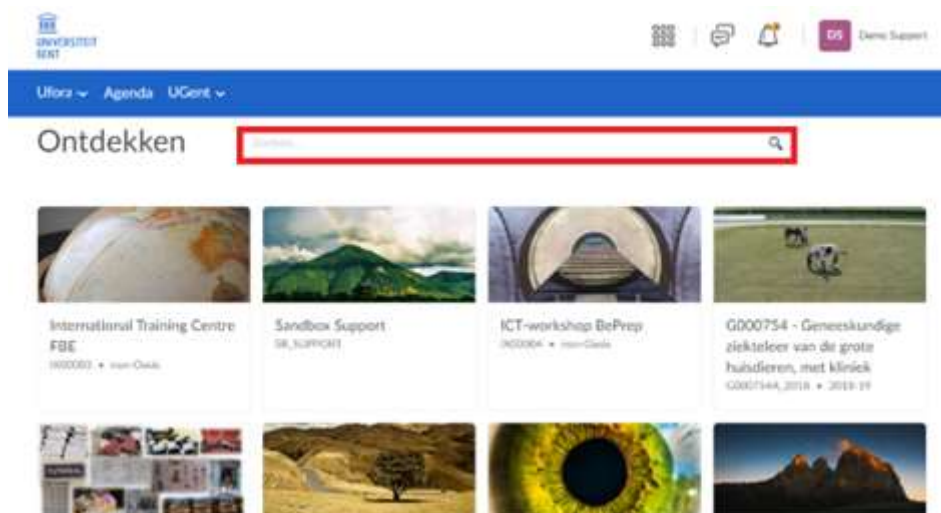 UNIVERSITEIT
GENT
DS
Demo Support
Ufora
Agenda
UGent
Ontdekken
International Training Centre
FBE
Sandbox Support
SB_SUPPORT
ICT-workshop BePrep
G000754 - Geneeskundige
ziekteleer van de grote
huisdieren, met kliniek
G000754A_2018 • 2018-19